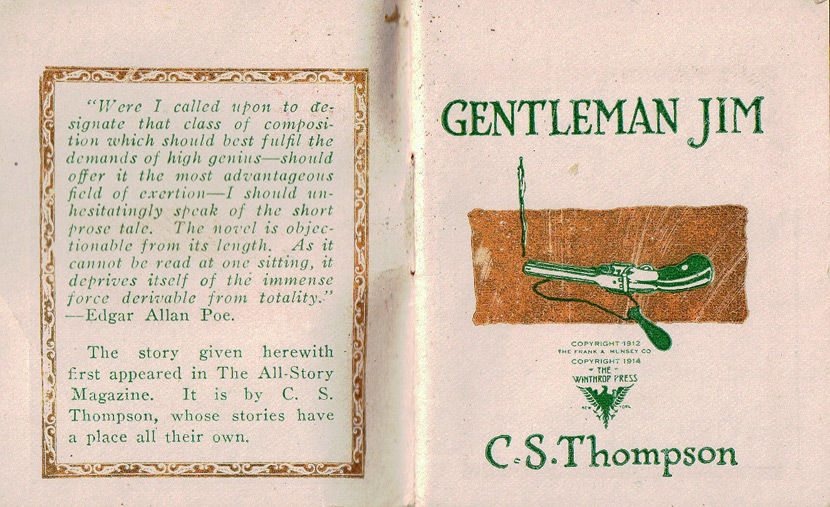 "Were I called upon to de-
signate that class of composi-
tion which should best fulfil the
demands of high genius—should
offer it the most advantageous
field of exertion—I should un-
hesitatingly speak of the short
prose tale. The novel is objec-
tionable from its length. As it
cannot be read at one sitting, it
deprives itself of the immense
force derivable from totality."
—Edgar Allan Poe.
The story given herewith
first appeared in The All-Story
Magazine. It is by C. S.
Thompson, whose stories have
a place all their own.
GENTLEMAN JIM
COPYRIGHT 1912
THE FRANK A. MUNSEY CO
COPYRIGHT 1914
-THE-
WINTHROP PRESS
NEW YORK
C.S.Thompson